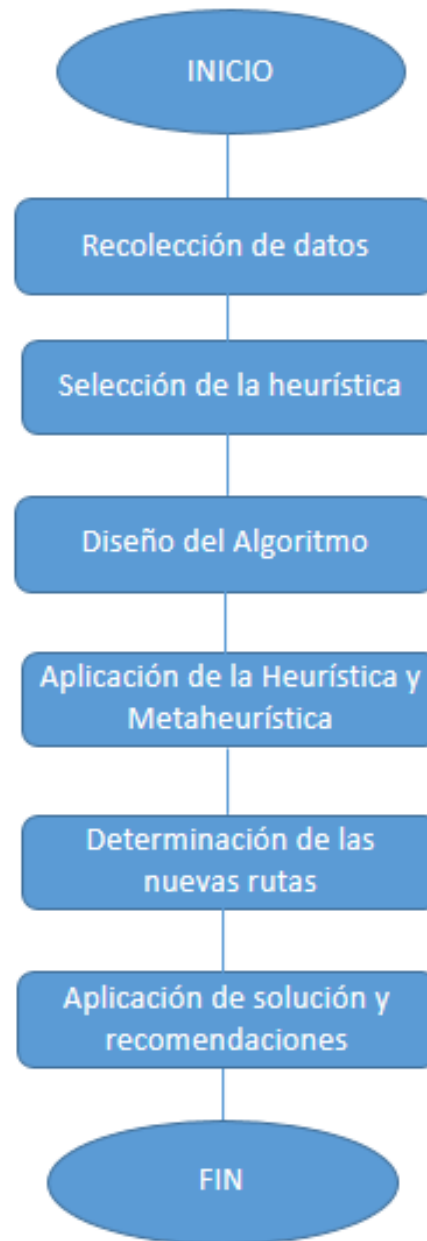 INICIO
Recolección de datos
Selección de la heurística
Diseño del Algoritmo
Aplicación de la Heurística y
Metaheurística
Determinación de las
nuevas rutas
Aplicación de solución y
recomendaciones
FIN